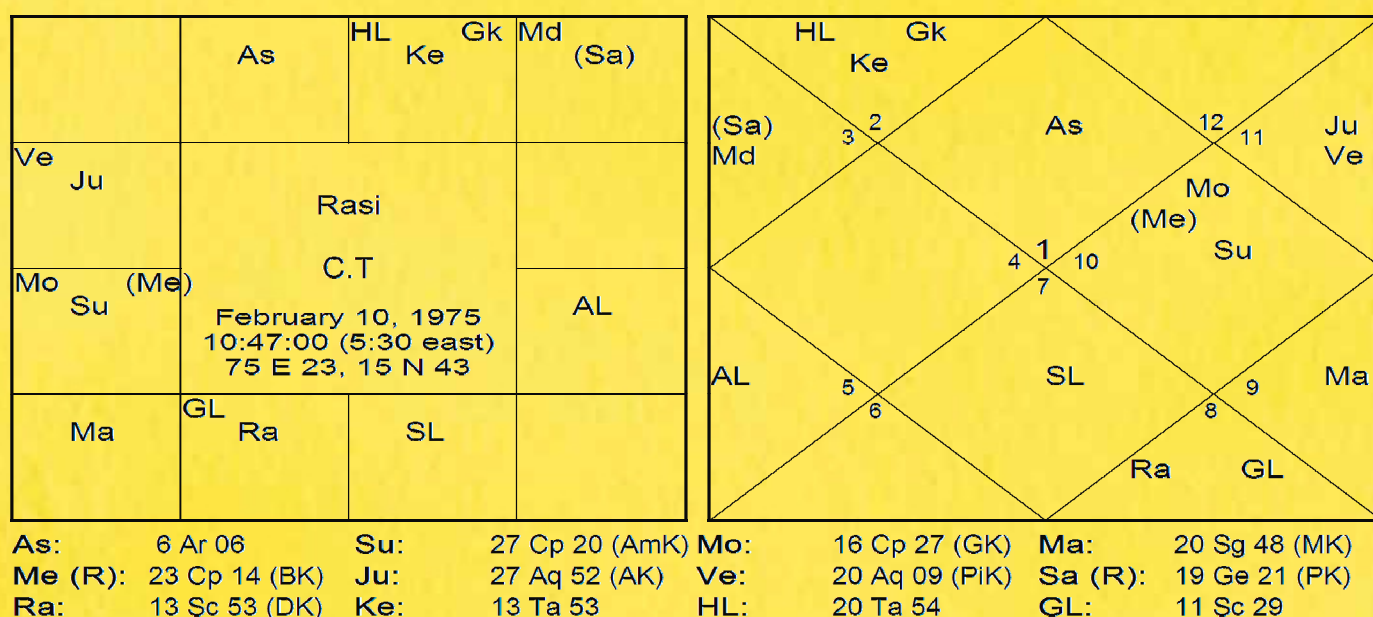 HL Gk Md
As Ke (Sa)
Ve
Ju
Rasi
C.T
Mo (Me)
Su
AL
February 10, 1975
10:47:00 (5:30 east)
75 E 23, 15 N 43
GL
Ma Ra SL
HL Gk
Ke
(Sa) 3 2 As 12 11 Ju
Md Ve
Mo
(Me)
1 Su
4 10
7
AL 5 SL 9 Ma
6 8
Ra GL
As: 6 Ar 06 Su: 27 Cp 20 (AmK) Mo: 16 Cp 27 (GK) Ma: 20 Sg 48 (MK)
Me (R): 23 Cp 14 (BK) Ju: 27 Aq 52 (AK) Ve: 20 Aq 09 (PiK) Sa (R): 19 Ge 21 (PK)
Ra: 13 Sc 53 (DK) Ke: 13 Ta 53 HL: 20 Ta 54 GL: 11 Sc 29